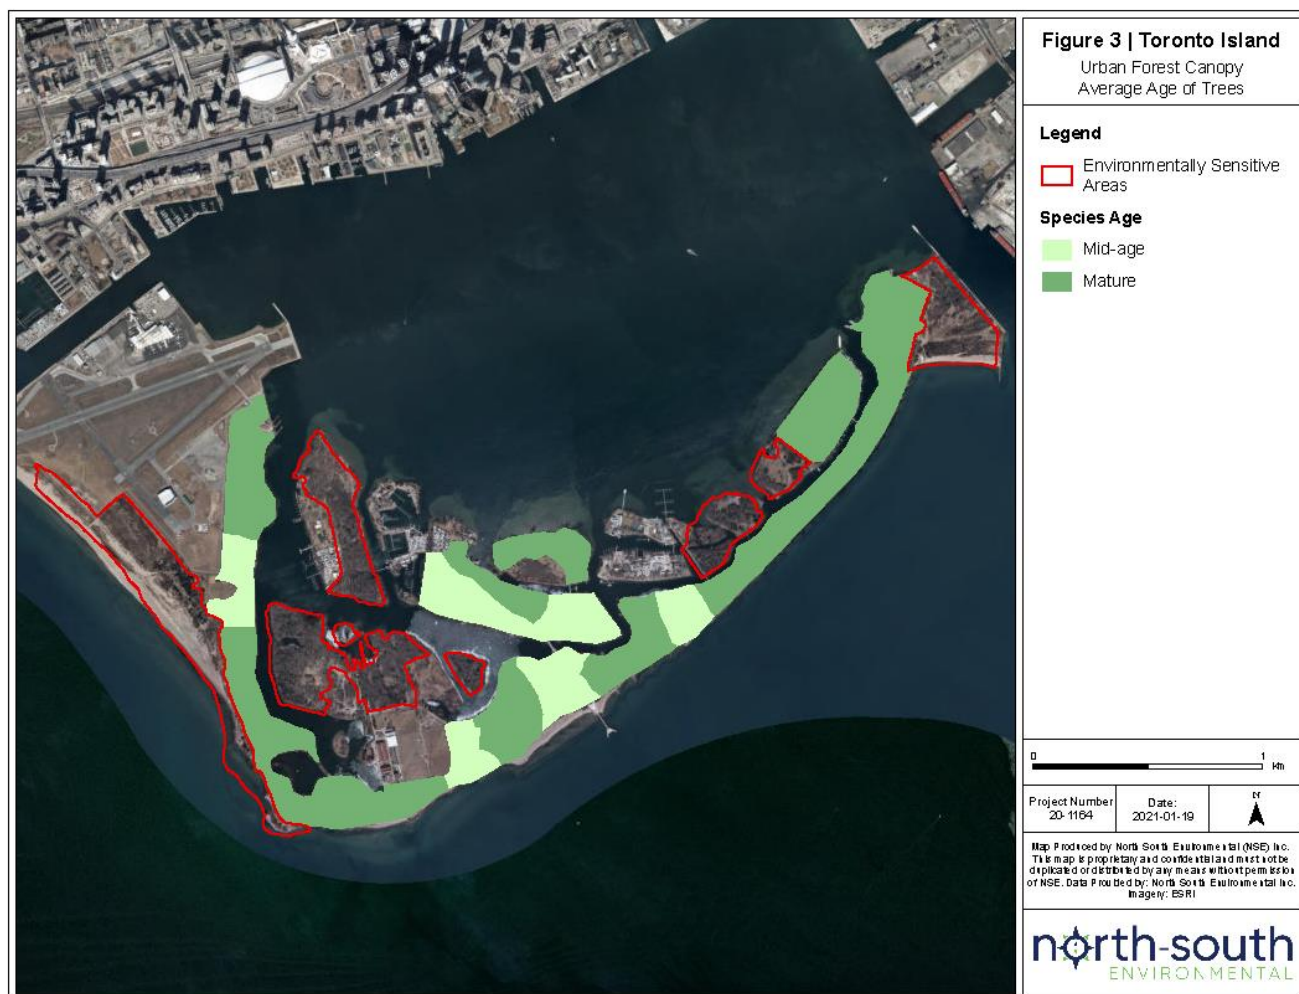 Figure 3 | Toronto Island
Urban Forest Canopy
Average Age of Trees
Legend
Environmentally Sensitive
Areas
Species Age
Mid-age
Mature
0 1
km
Project Number
20-1164
Date:
2021-01-19
N
Map Produced by North South Environmental (NSE) Inc.
This map is proprietary and confidential and must not be
duplicated or distributed by any means without permission
of NSE. Data Provided by: North South Environmental Inc.
Imagery: ESRI
north-south
ENVIRONMENTAL